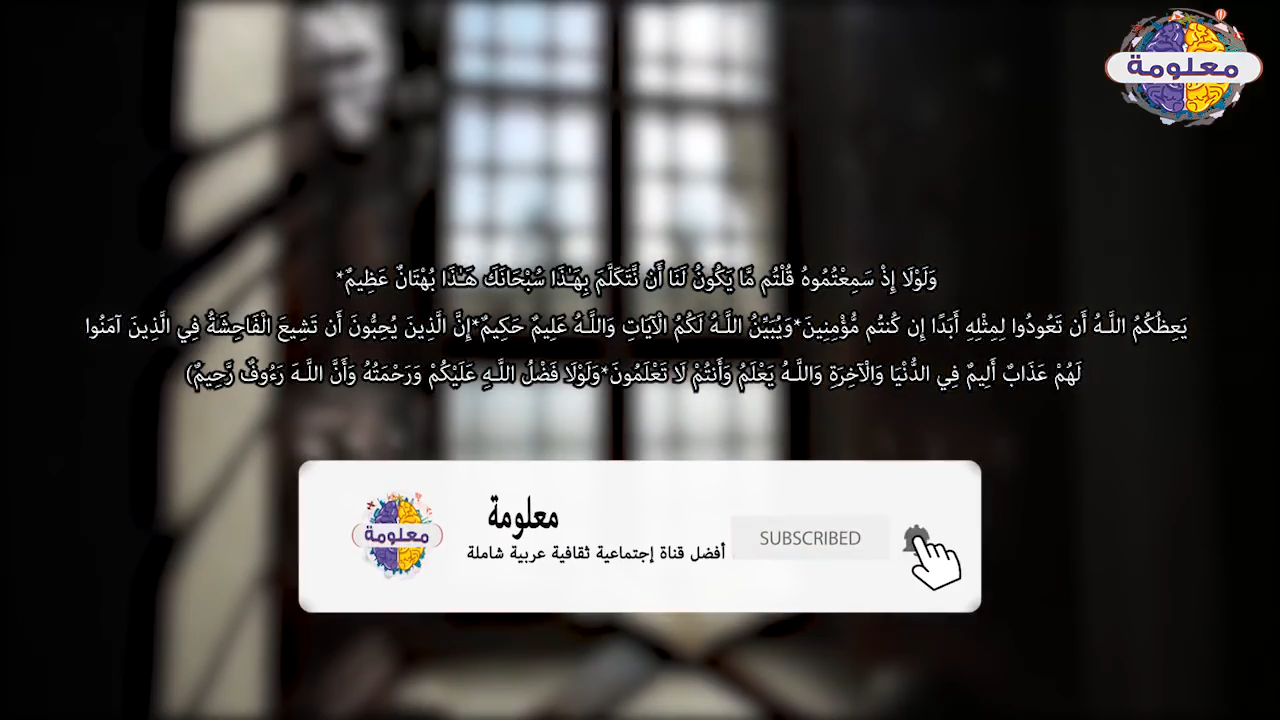 معلومة
وَلَوْلَا إِذْ سَمِعْتُمُوهُ قُلْتُم مَّا يَكُونُ لَنَا أَن نَّتَكَلَّمَ بِهَـٰذَا سُبْحَانَكَ هَـٰذَا بُهْتَانٌ عَظِيمٌ*
يَعِظُكُمُ اللَّـهُ أَن تَعُودُوا لِمِثْلِهِ أَبَدًا إِن كُنتُم مُّؤْمِنِينَ*وَيُبَيِّنُ اللَّـهُ لَكُمُ الْآيَاتِ وَاللَّـهُ عَلِيمٌ حَكِيمٌ*إِنَّ الَّذِينَ يُحِبُّونَ أَن تَشِيعَ الْفَاحِشَةُ فِي الَّذِينَ آمَنُوا
لَهُمْ عَذَابٌ أَلِيمٌ فِي الدُّنْيَا وَالْآخِرَةِ وَاللَّـهُ يَعْلَمُ وَأَنتُمْ لَا تَعْلَمُونَ*وَلَوْلَا فَضْلُ اللَّـهِ عَلَيْكُمْ وَرَحْمَتُهُ وَأَنَّ اللَّـهَ رَءُوفٌ رَّحِيمٌ)
معلومة
معلومة
أفضل قناة إجتماعية ثقافية عربية شاملة
SUBSCRIBED